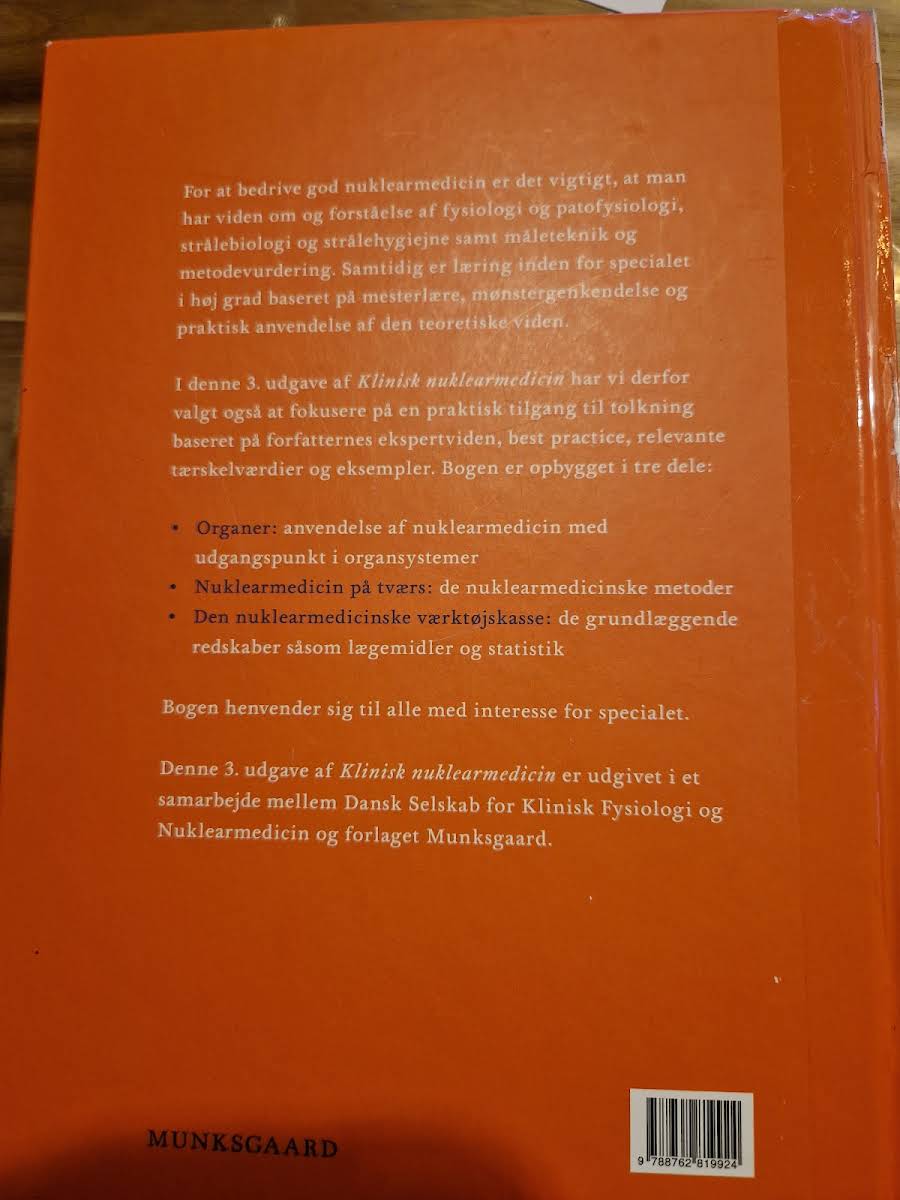 For at bedrive god nuklearmedicin er det vigtigt, at man
har viden om og forståelse af fysiologi og patofysiologi,
strålebiologi og strålehygiejne samt måleteknik og
metodevurdering. Samtidig er læring inden for specialet
i høj grad baseret på mesterlære, mønstergenkendelse og
praktisk anvendelse af den teoretiske viden.
I denne 3. udgave af Klinisk nuklearmedicin har vi derfor
valgt også at fokusere på en praktisk tilgang til tolkning
baseret på forfatternes ekspertviden, best practice, relevante
tærskelværdier og eksempler. Bogen er opbygget i tre dele:
• Organer: anvendelse af nuklearmedicin med
udgangspunkt i organsystemer
• Nuklearmedicin på tværs: de nuklearmedicinske metoder
• Den nuklearmedicinske værktøjskasse: de grundlæggende
redskaber såsom lægemidler og statistik
Bogen henvender sig til alle med interesse for specialet.
Denne 3. udgave af Klinisk nuklearmedicin er udgivet i et
samarbejde mellem Dansk Selskab for Klinisk Fysiologi og
Nuklearmedicin og forlaget Munksgaard.
MUNKSGAARD
9 788762 819924